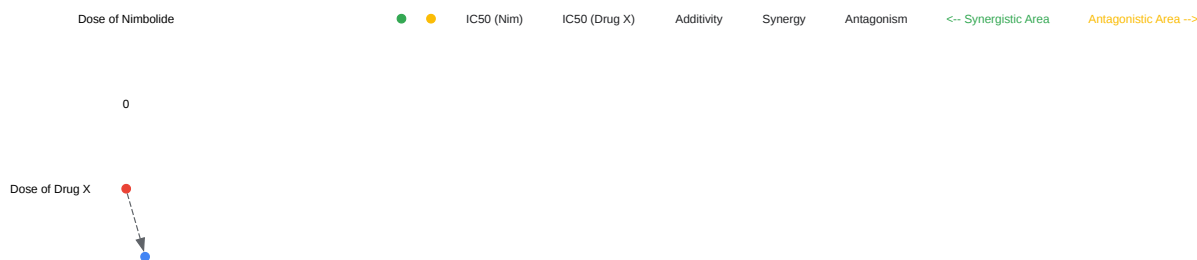 Dose of Nimbolide IC50 (Nim) IC50 (Drug X) Additivity Synergy Antagonism <-- Synergistic Area Antagonistic Area -->
0
Dose of Drug X